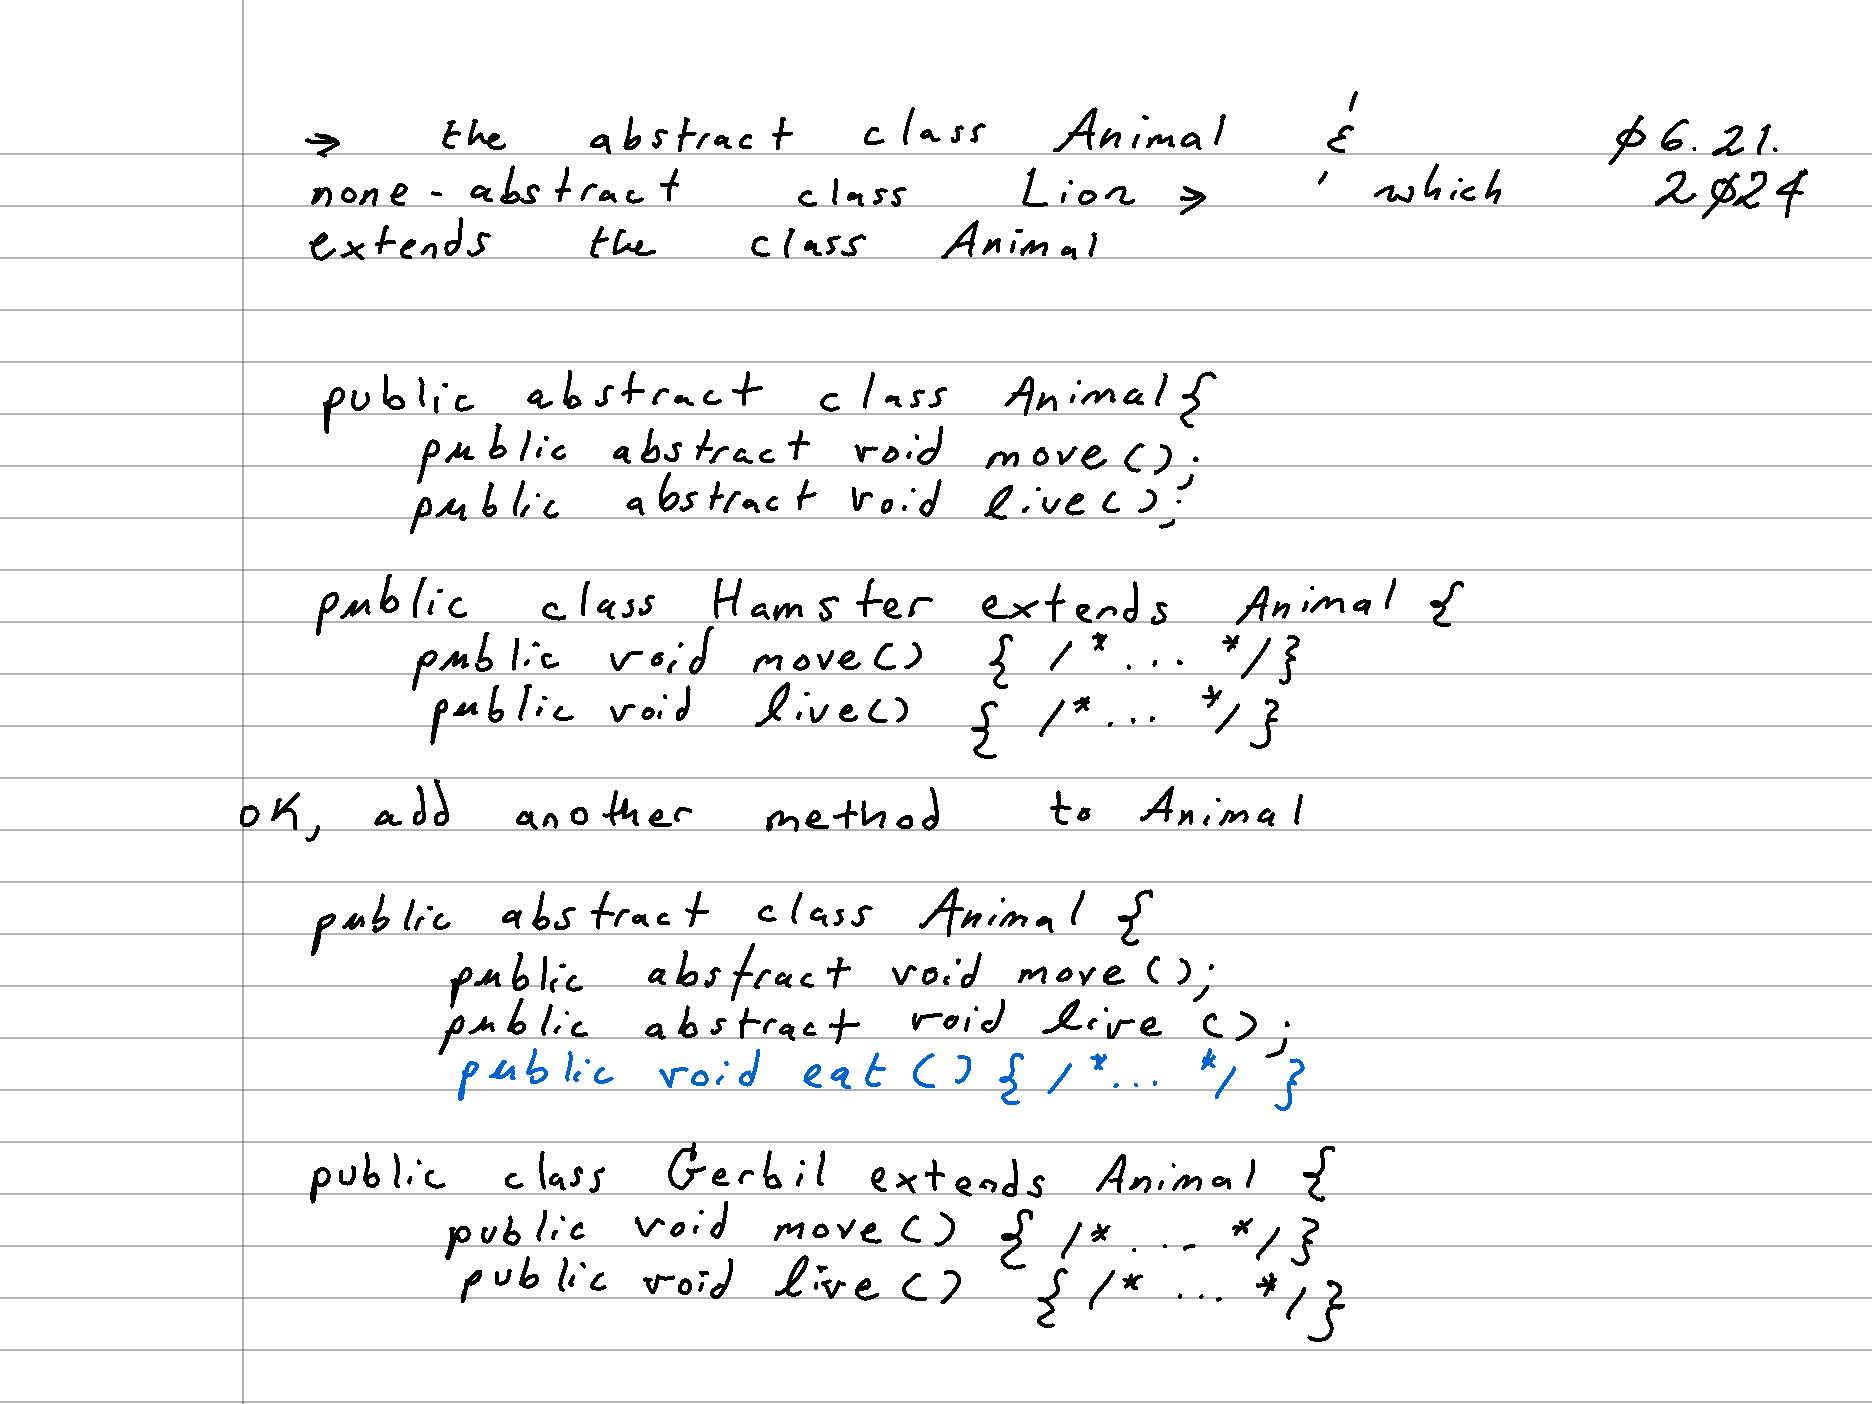 → the abstract class Animal & 06.21.
none-abstract class Lion → ' which 2024
extends the class Animal
public abstract class Animal{
public abstract void move();
public abstract void live();
public class Hamster extends Animal {
public void move() { /*... */}
public void live() { /*... */}
OK, add another method to Animal
public abstract class Animal {
public abstract void move();
public abstract void live();
public void eat() { /*... */ }
public class Gerbil extends Animal {
public void move() { /*... */}
public void live() { /*... */}